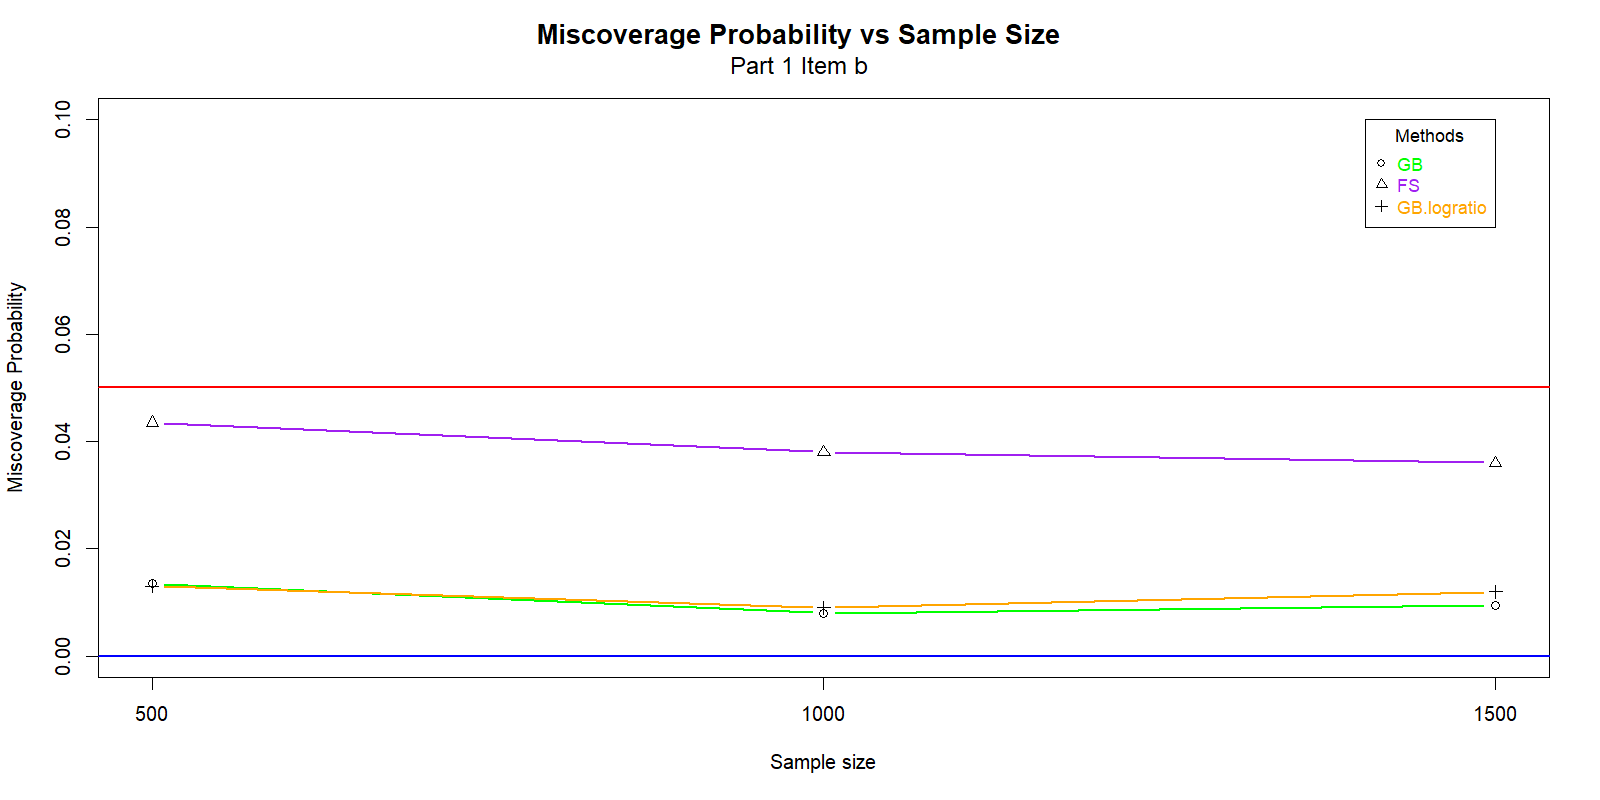 Miscoverage Probability vs Sample Size
Part 1 Item b
Miscoverage Probability
0.10
0.08
0.06
0.04
0.02
0.00
Methods
GB
FS
GB.logratio
500
1000
1500
Sample size